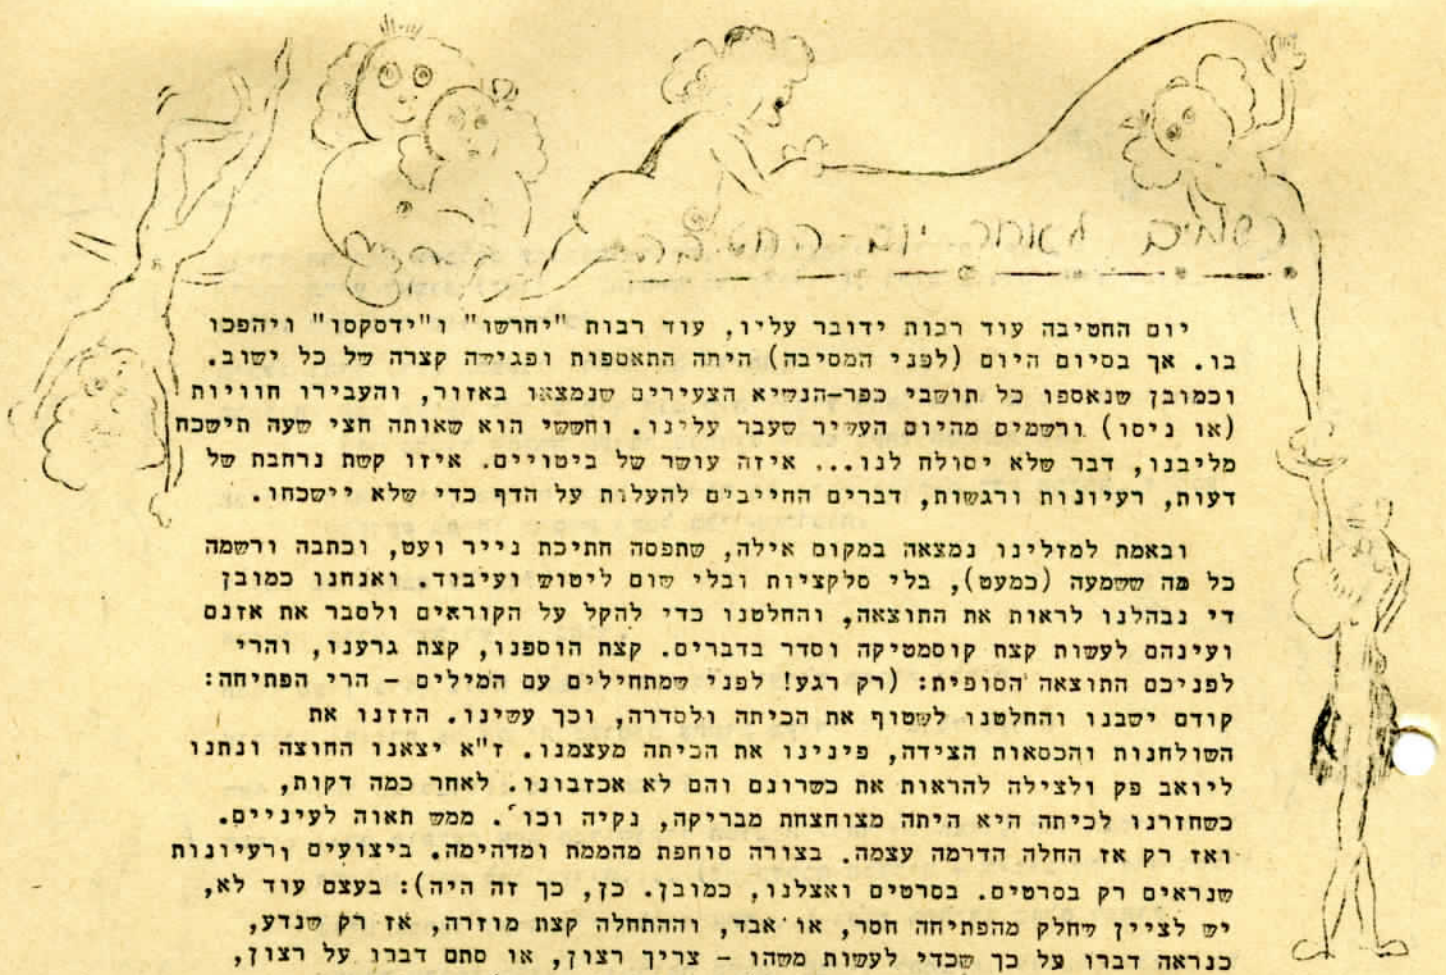 רשמים לאחר יום-החטיבה
יום החטיבה עוד רבות ידובר עליו, עוד רבות "יחרשו" ו"ידסקסו" ויהפכו
בו. אך בסיום היום (לפני המסיבה) היתה התאספות ופגישה קצרה של כל ישוב.
וכמובן שנאספו כל תושבי כפר-הנשיא הצעירים שנמצאו באזור, והעבירו חוויות
(או ניסו) ורשמים מהיום העשיר שעבר עלינו. וחששי הוא שאותה חצי שעה תישכח
מליבנו, דבר שלא יסולח לנו... איזה עושר של ביטויים. איזו קשת נרחבת של
דעות, רעיונות ורגשות, דברים החייבים להעלות על הדף כדי שלא יישכחו.
ובאמת למזלינו נמצאה במקום אילה, שתפסה חתיכת נייר ועט, וכתבה ורשמה
כל מה ששמעה (כמעט), בלי סלקציות ובלי שום ליטוש ועיבוד. ואנחנו כמובן
די נבהלנו לראות את התוצאה, והחלטנו כדי להקל על הקוראים ולסבר את אזנם
ועינהם לעשות קצת קוסמטיקה וסדר בדברים. קצת הוספנו, קצת גרענו, והרי
לפניכם התוצאה הסופית: (רק רגע! לפני שמתחילים עם המילים - הרי הפתיחה:
קודם ישבנו והחלטנו לשטוף את הכיתה ולסדרה, וכך עשינו. הזזנו את
השולחנות והכסאות הצידה, פינינו את הכיתה מעצמנו. ז"א יצאנו החוצה ונתנו
ליואב פק ולצילה להראות את כשרונם והם לא אכזבונו. לאחר כמה דקות,
כשחזרנו לכיתה היא היתה מצוחצחת מבריקה, נקיה וכו'. ממש תאוה לעיניים.
ואז רק אז החלה הדרמה עצמה. בצורה סוחפת מהממת ומדהימה. ביצועים ורעיונות
שנראים רק בסרטים. בסרטים ואצלנו, כמובן. כן, כך זה היה): בעצם עוד לא,
יש לציין שחלק מהפתיחה חסר, או אבד, וההתחלה קצת מוזרה, אז רק שנדע,
כנראה דברו על כך שכדי לעשות משהו - צריך רצון, או סתם דברו על רצון,